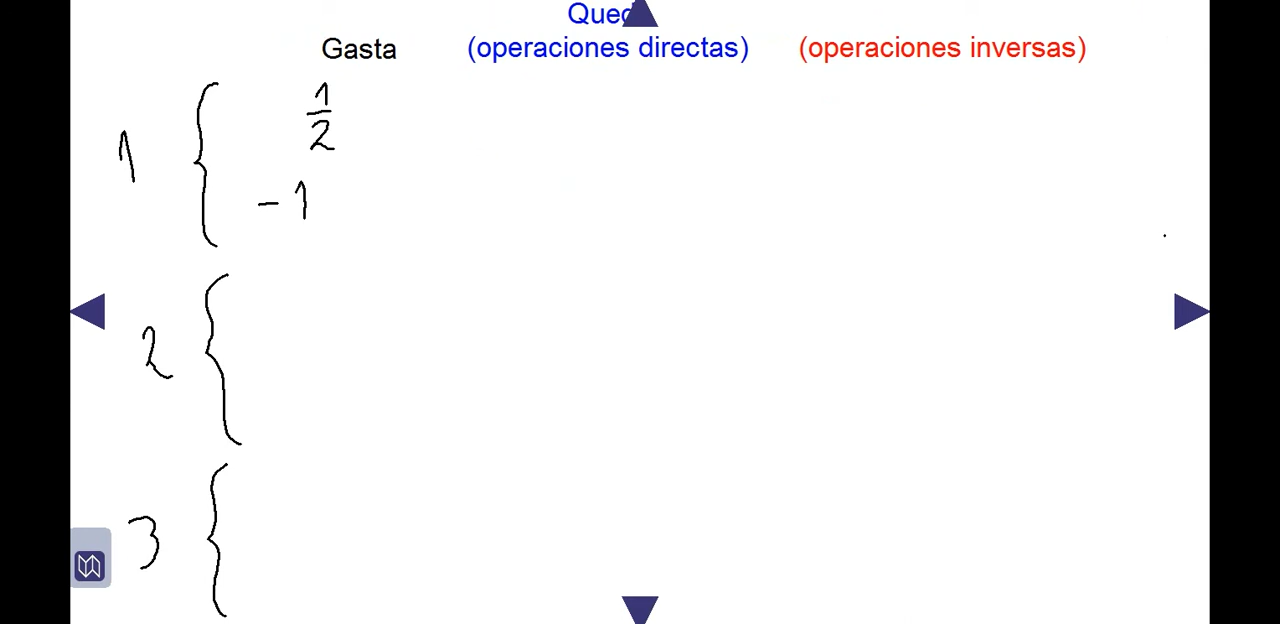 Gasta (operaciones directas) (operaciones inversas)
1 { 1/2
- 1
2 {
3 {